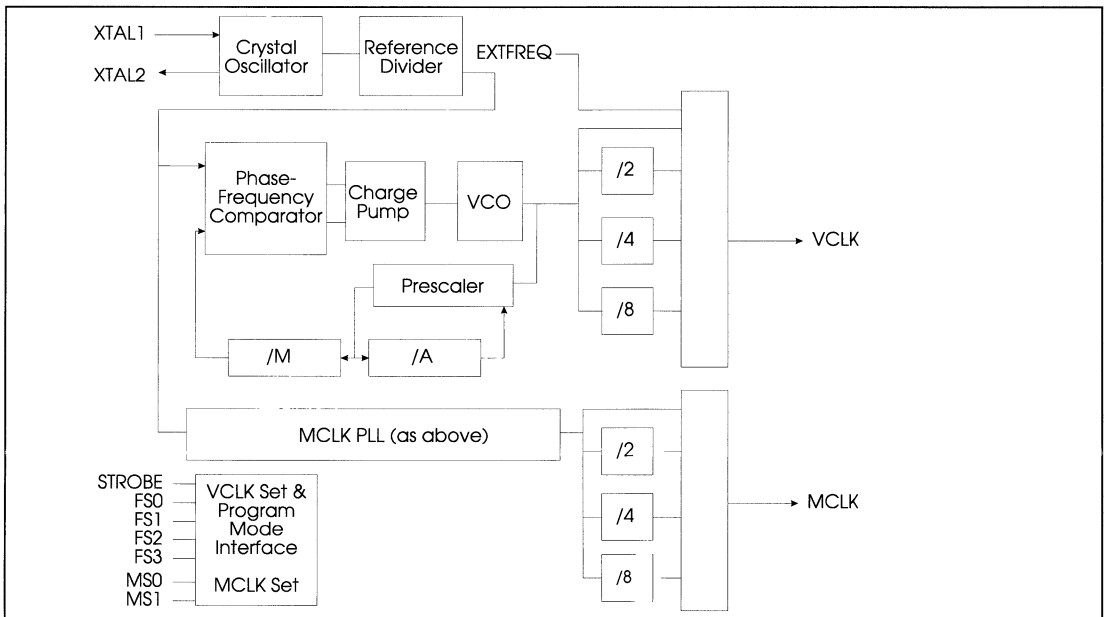 XTAL1
XTAL2
Crystal
Oscillator
Reference
Divider
EXTFREQ
Phase-
Frequency
Comparator
Charge
Pump
VCO
/2
/4
/8
VCLK
Prescaler
/M
/A
MCLK PLL (as above)
/2
/4
/8
MCLK
STROBE
FS0
FS1
FS2
FS3
MS0
MS1
VCLK Set &
Program
Mode
Interface
MCLK Set